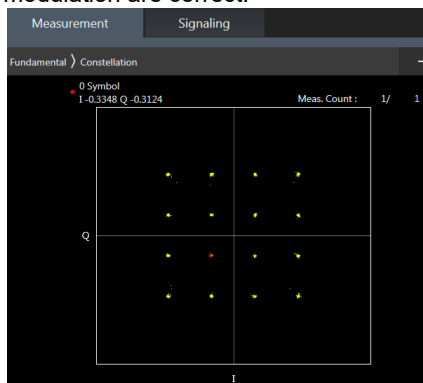 modulation are correct.
Measurement Signaling
Fundamental ⟩ Constellation
0 Symbol
I -0.3348 Q -0.3124 Meas. Count : 1/ 1
Q
I